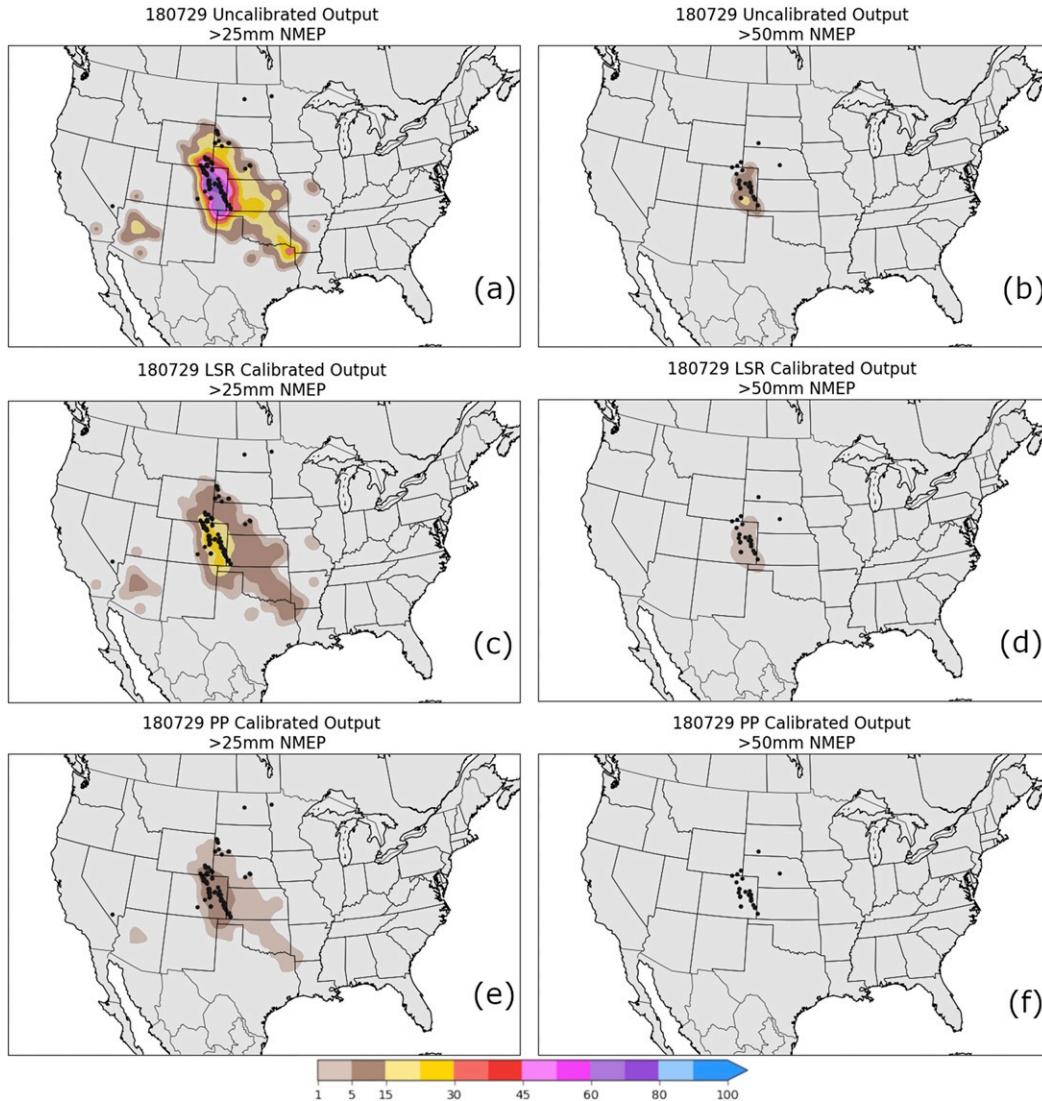 180729 Uncalibrated Output
>25mm NMEP
(a)
180729 Uncalibrated Output
>50mm NMEP
(b)
180729 LSR Calibrated Output
>25mm NMEP
(c)
180729 LSR Calibrated Output
>50mm NMEP
(d)
180729 PP Calibrated Output
>25mm NMEP
(e)
180729 PP Calibrated Output
>50mm NMEP
(f)
1 5 15 30 45 60 80 100